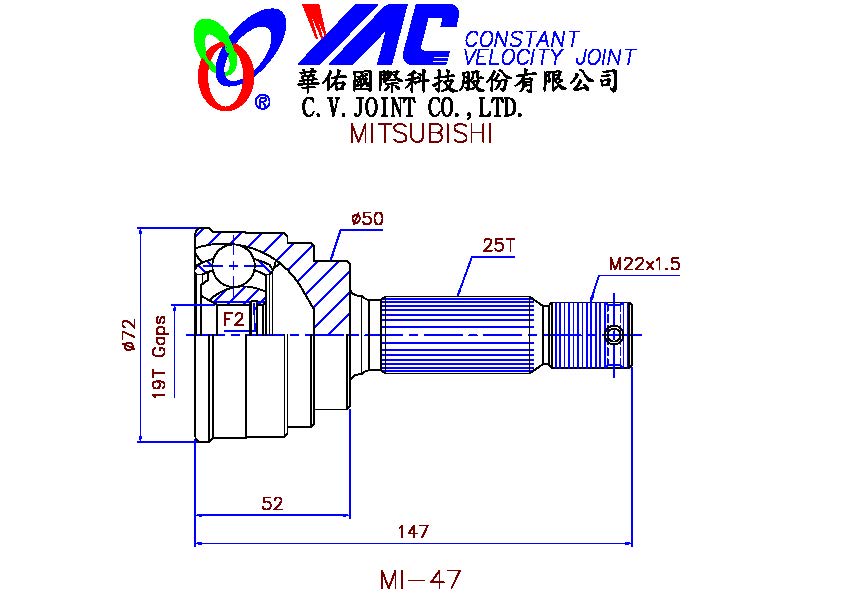 YAC CONSTANT
VELOCITY JOINT
®
華佑國際科技股份有限公司
C.V.JOINT CO.,LTD.
MITSUBISHI
ø50
25T
M22x1.5
F2
ø72
19T Gaps
52
147
MI-47